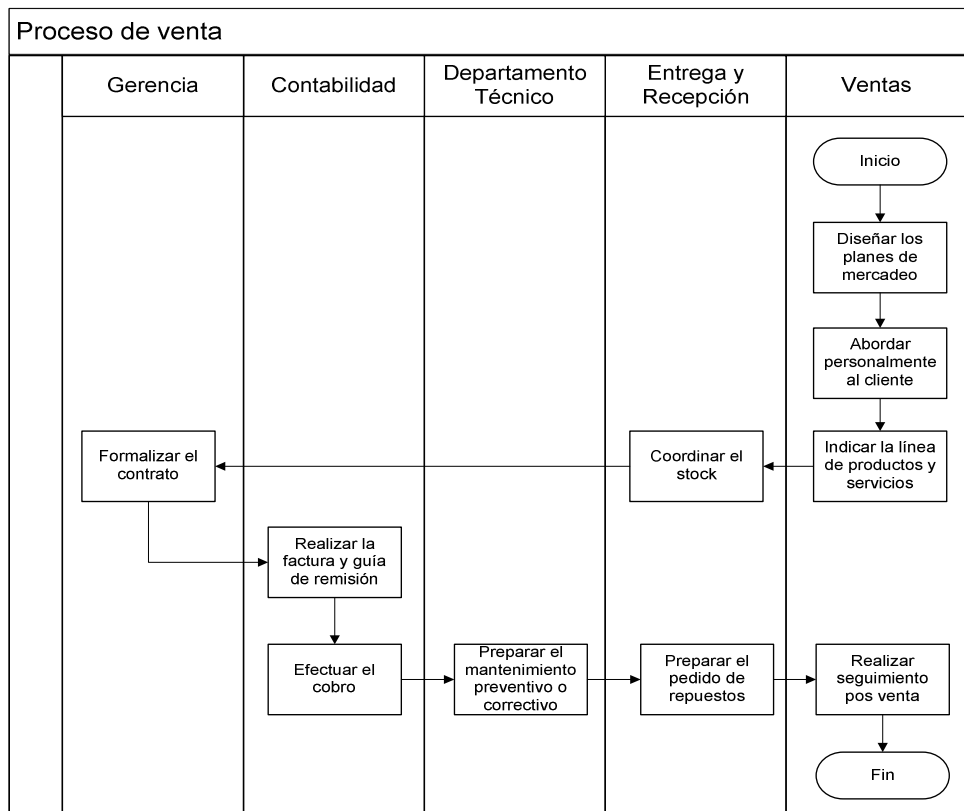 Proceso de venta
Gerencia
Contabilidad
Departamento
Técnico
Entrega y
Recepción
Ventas
Inicio
Diseñar los
planes de
mercadeo
Abordar
personalmente
al cliente
Formalizar el
contrato
Coordinar el
stock
Indicar la línea
de productos y
servicios
Realizar la
factura y guía
de remisión
Efectuar el
cobro
Preparar el
mantenimiento
preventivo o
correctivo
Preparar el
pedido de
repuestos
Realizar
seguimiento
pos venta
Fin